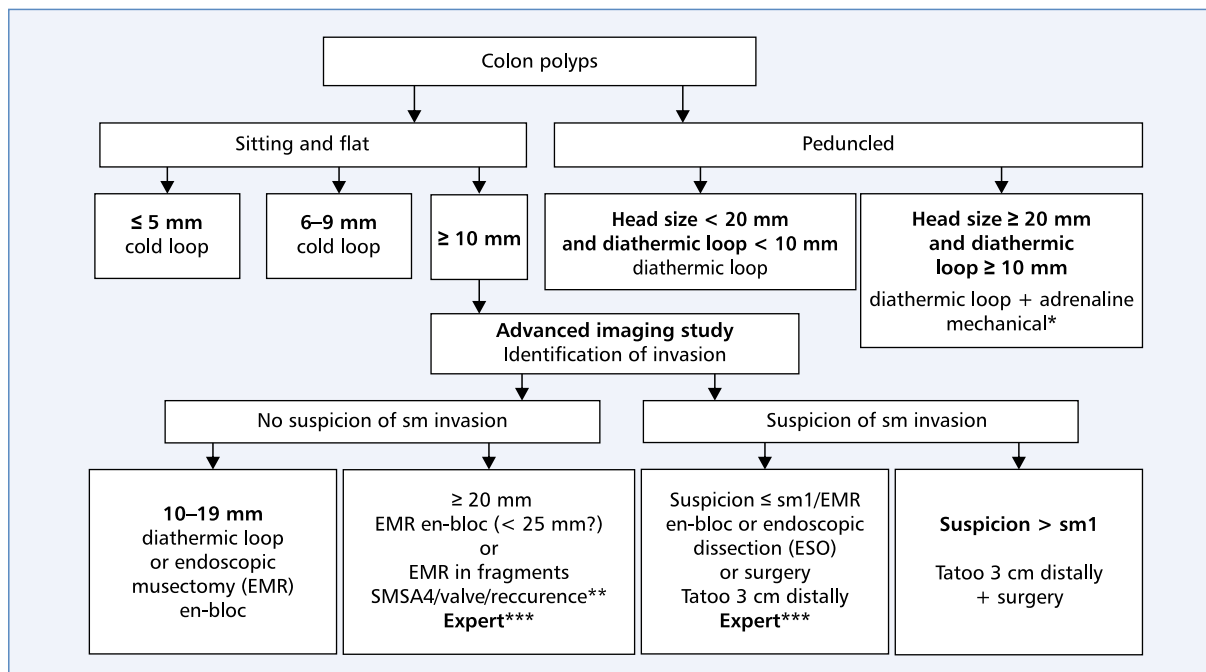 Colon polyps
Sitting and flat
Peduncled
≤ 5 mm
cold loop
6–9 mm
cold loop
≥ 10 mm
Head size < 20 mm
and diathermic loop < 10 mm
diathermic loop
Head size ≥ 20 mm
and diathermic
loop ≥ 10 mm
diathermic loop + adrenaline
mechanical*
Advanced imaging study
Identification of invasion
No suspicion of sm invasion
Suspicion of sm invasion
10–19 mm
diathermic loop
or endoscopic
musectomy (EMR)
en-bloc
≥ 20 mm
EMR en-bloc (< 25 mm?)
or
EMR in fragments
SMSA4/valve/reccurence**
Expert***
Suspicion ≤ sm1/EMR
en-bloc or endoscopic
dissection (ESO)
or surgery
Tatoo 3 cm distally
Expert***
Suspicion > sm1
Tatoo 3 cm distally
+ surgery